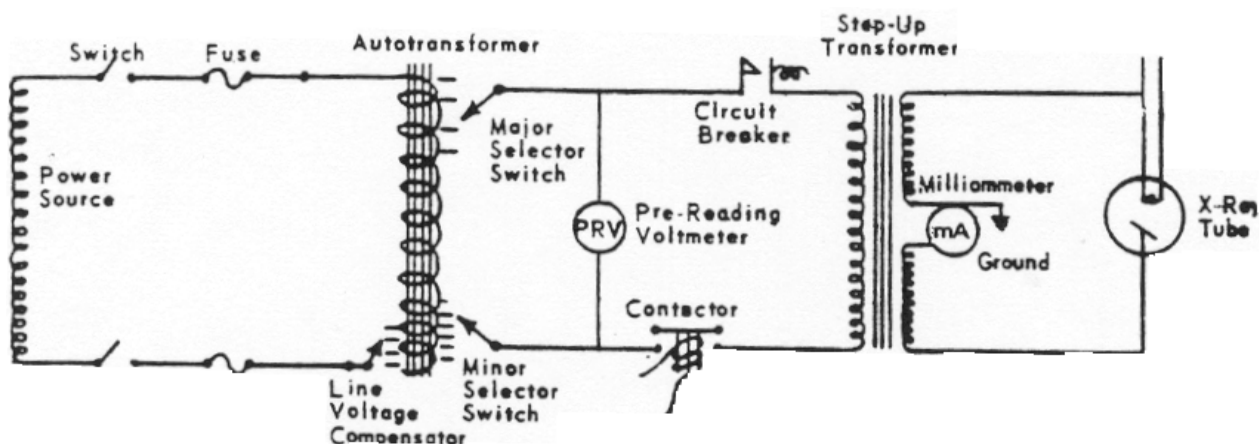 Switch
Fuse
Autotransformer
Step-Up
Transformer
Power
Source
Major
Selector
Switch
Circuit
Breaker
PRV
Pre-Reading
Voltmeter
Milliammeter
mA
Ground
X-Ray
Tube
Contactor
Line
Voltage
Compensator
Minor
Selector
Switch